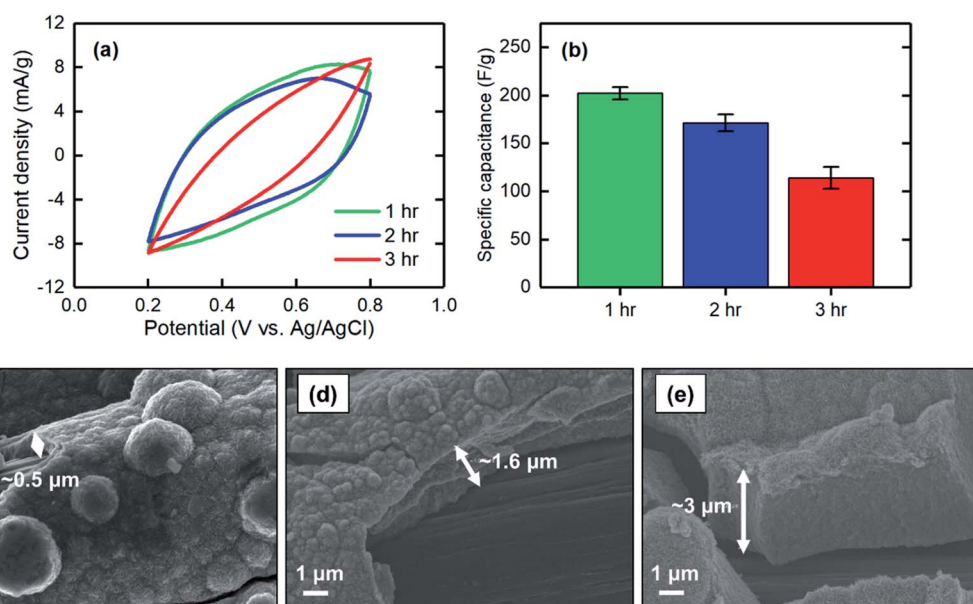 (a)
12
8
4
0
-4
-8
-12
Current density (mA/g)
1 hr
2 hr
3 hr
0.0 0.2 0.4 0.6 0.8 1.0
Potential (V vs. Ag/AgCl)
(b)
250
200
150
100
50
0
Specific capacitance (F/g)
1 hr 2 hr 3 hr
~0.5 µm
(d)
~1.6 µm
1 µm
(e)
~3 µm
1 µm